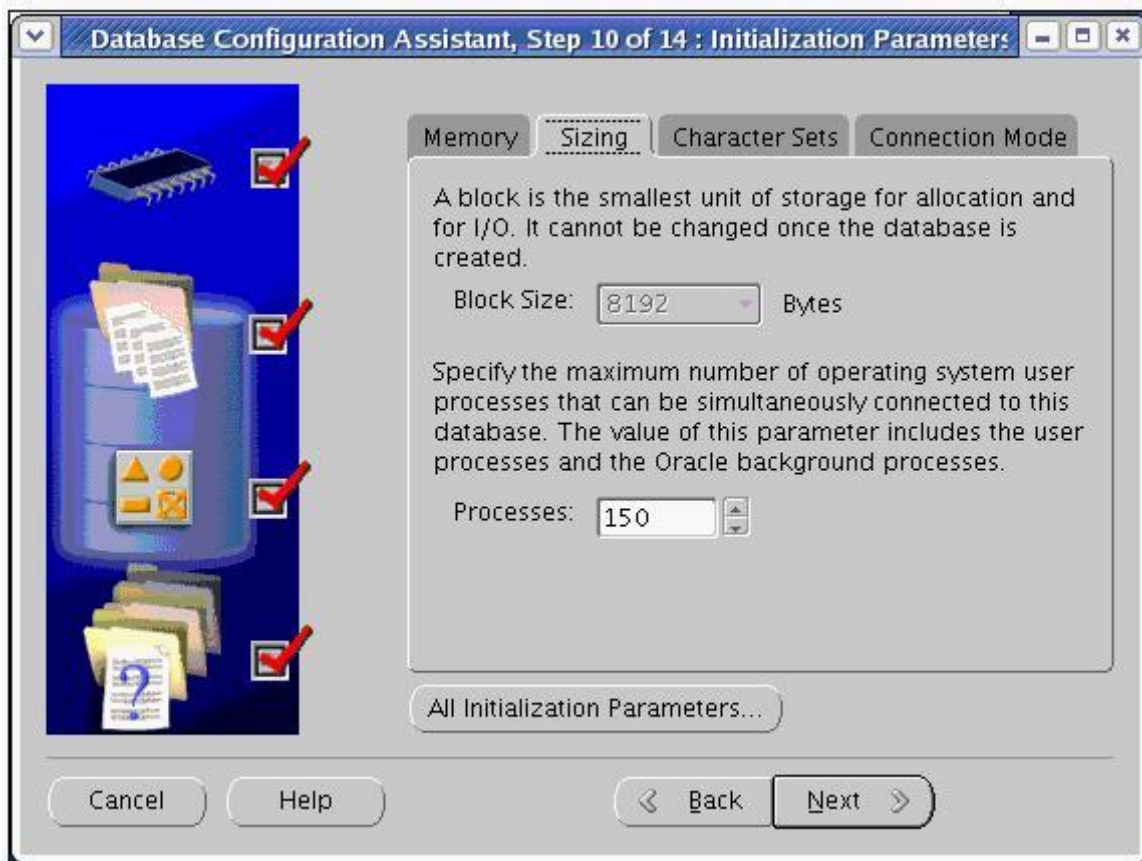 Database Configuration Assistant, Step 10 of 14 : Initialization Parameters
Memory
Sizing
Character Sets
Connection Mode
A block is the smallest unit of storage for allocation and
for I/O. It cannot be changed once the database is
created.
Block Size: 8192 Bytes
Specify the maximum number of operating system user
processes that can be simultaneously connected to this
database. The value of this parameter includes the user
processes and the Oracle background processes.
Processes: 150
?
All Initialization Parameters...
Cancel
Help
Back
Next